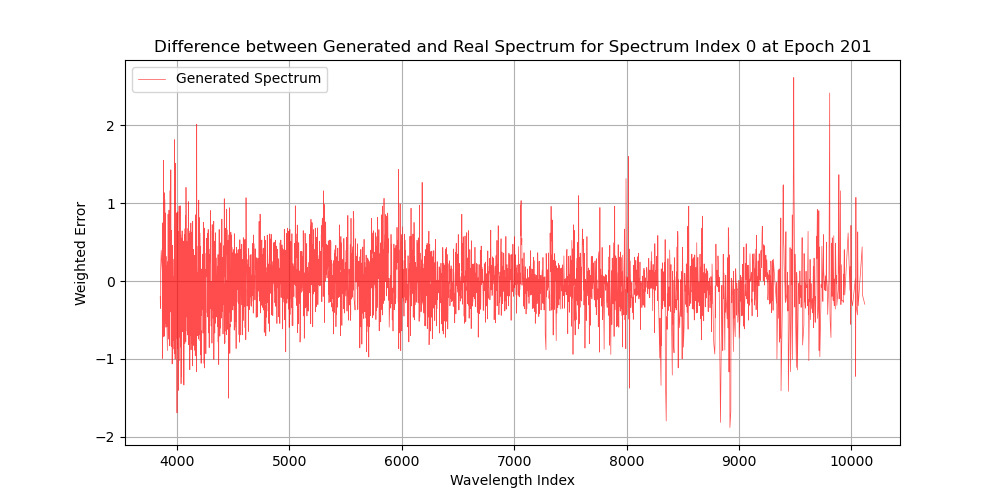 Difference between Generated and Real Spectrum for Spectrum Index 0 at Epoch 201
Generated Spectrum
Weighted Error
2
1
0
−1
−2
4000 5000 6000 7000 8000 9000 10000
Wavelength Index